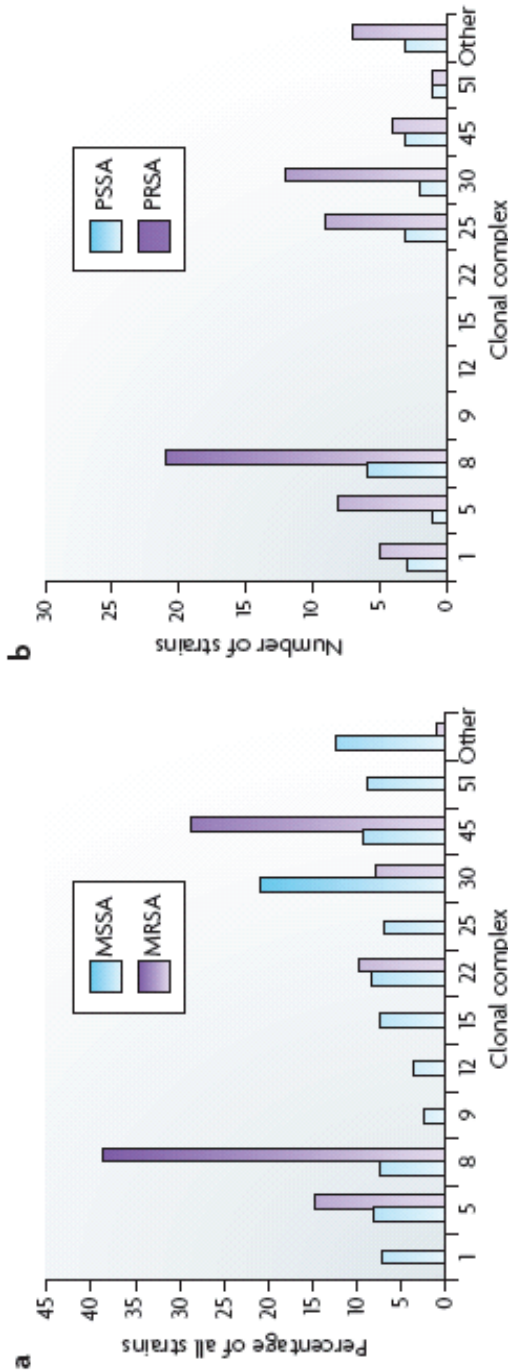 a
Percentage of all strains
45
40
35
30
25
20
15
10
5
0
MSSA
MRSA
1 5 8 9 12 15 22 25 30 45 51 Other
Clonal complex
b
Number of strains
30
25
20
15
10
5
0
PSSA
PRSA
1 5 8 9 12 15 22 25 30 45 51 Other
Clonal complex